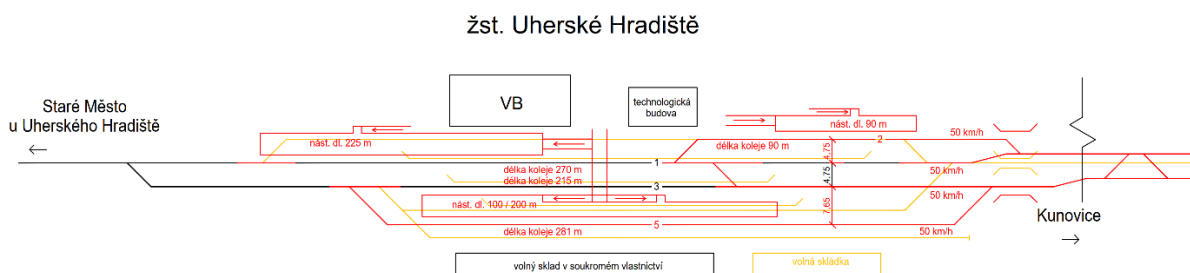 žst. Uherské Hradiště
VB
technologická
budova
Staré Město
u Uherského Hradiště
nást. dl. 225 m
nást. dl. 90 m
50 km/h
2
délka koleje 90 m
4,75
1
délka koleje 270 m
50 km/h
délka koleje 215 m
4,75
3
50 km/h
nást. dl. 100 / 200 m
7,65
Kunovice
5
délka koleje 281 m
50 km/h
volný sklad v soukromém vlastnictví
volná skládka